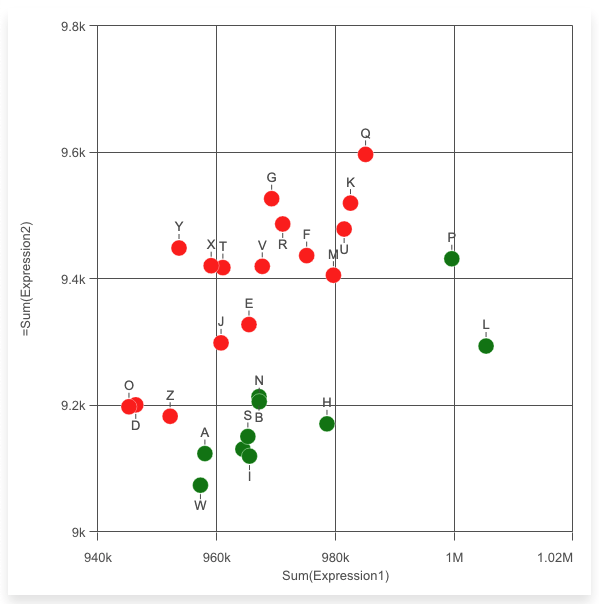 9.8k
Q
9.6k
G
K
Y
F
P
X T
V
R
U
M
9.4k
E
J
L
=Sum(Expression2)
O
N
Z
H
9.2k
S B
D
A
I
W
9k
940k 960k 980k 1M 1.02M
Sum(Expression1)